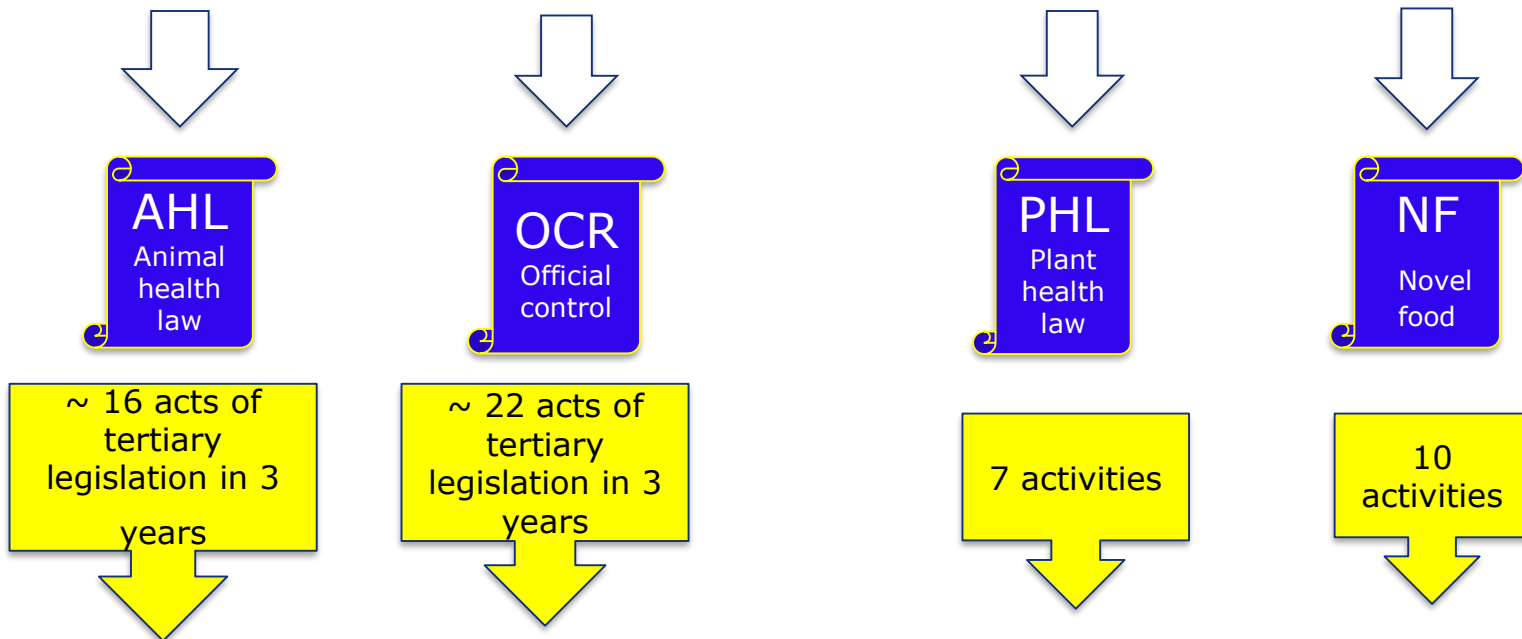 AHL
Animal
health
law
OCR
Official
control
PHL
Plant
health
law
NF
Novel
food
~ 16 acts of
tertiary
legislation in 3
years
~ 22 acts of
tertiary
legislation in 3
years
7 activities
10
activities